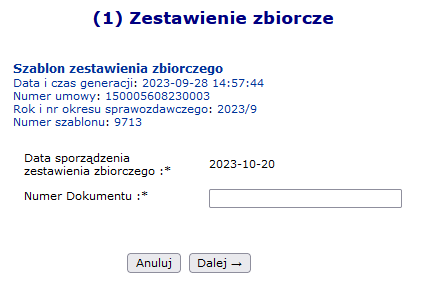 (1) Zestawienie zbiorcze
Szablon zestawienia zbiorczego
Data i czas generacji: 2023-09-28 14:57:44
Numer umowy: 150005608230003
Rok i nr okresu sprawozdawczego: 2023/9
Numer szablonu: 9713
Data sporządzenia
zestawienia zbiorczego :*
2023-10-20
Numer Dokumentu :*
Anuluj
Dalej →